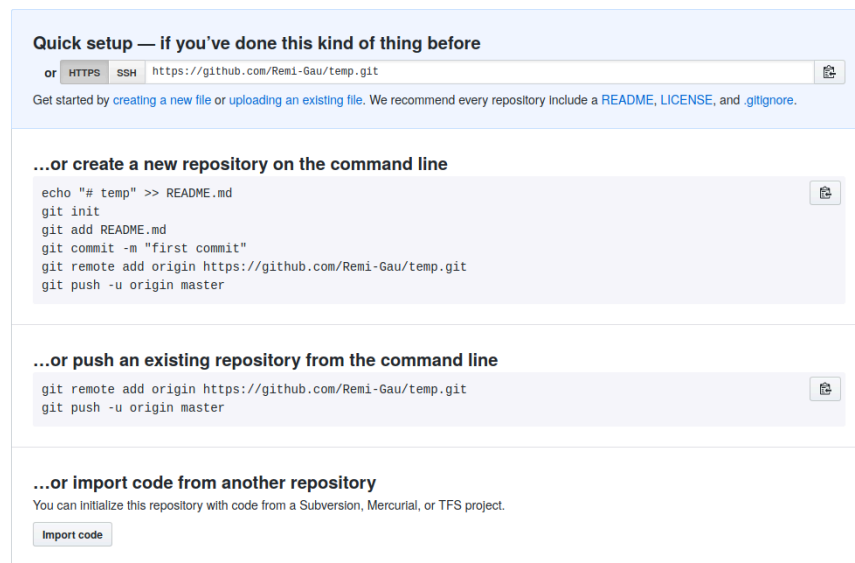 Quick setup — if you’ve done this kind of thing before
or HTTPS SSH https://github.com/Remi-Gau/temp.git
Get started by creating a new file or uploading an existing file. We recommend every repository include a README, LICENSE, and .gitignore.
…or create a new repository on the command line
echo "# temp" >> README.md
git init
git add README.md
git commit -m "first commit"
git remote add origin https://github.com/Remi-Gau/temp.git
git push -u origin master
…or push an existing repository from the command line
git remote add origin https://github.com/Remi-Gau/temp.git
git push -u origin master
…or import code from another repository
You can initialize this repository with code from a Subversion, Mercurial, or TFS project.
Import code